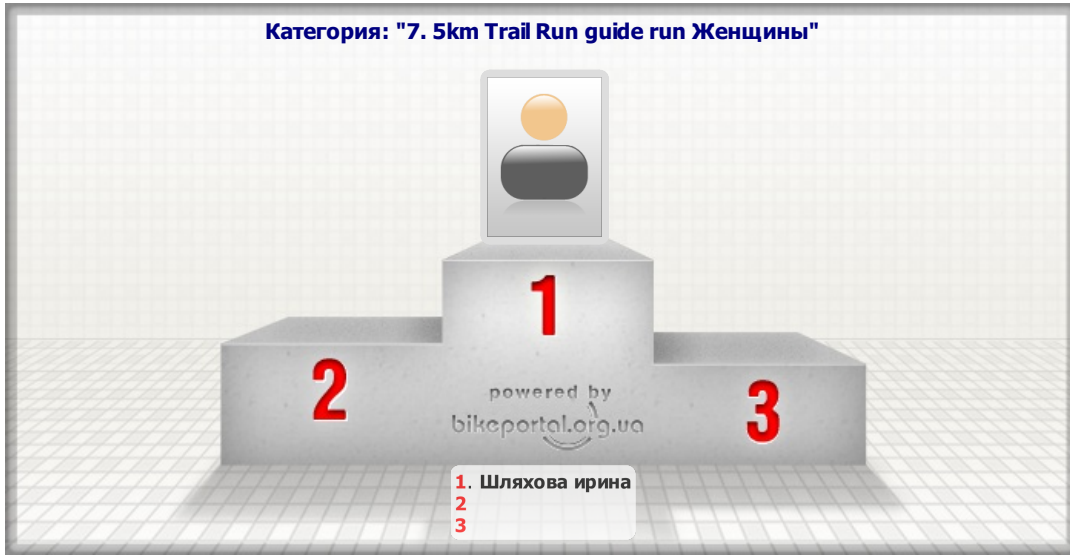 Категория: "7. 5km Trail Run guide run Женщины"
1
2
3
powered by
bikeportal.org.ua
1. Шляхова ирина
2
3